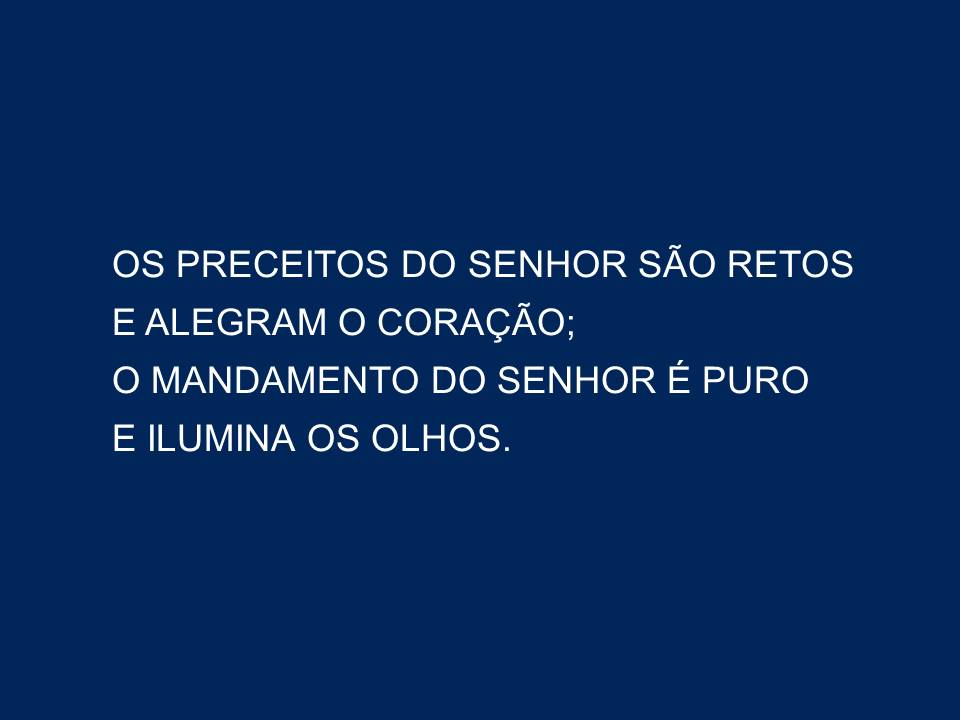 OS PRECEITOS DO SENHOR SÃO RETOS
E ALEGRAM O CORAÇÃO;
O MANDAMENTO DO SENHOR É PURO
E ILUMINA OS OLHOS.